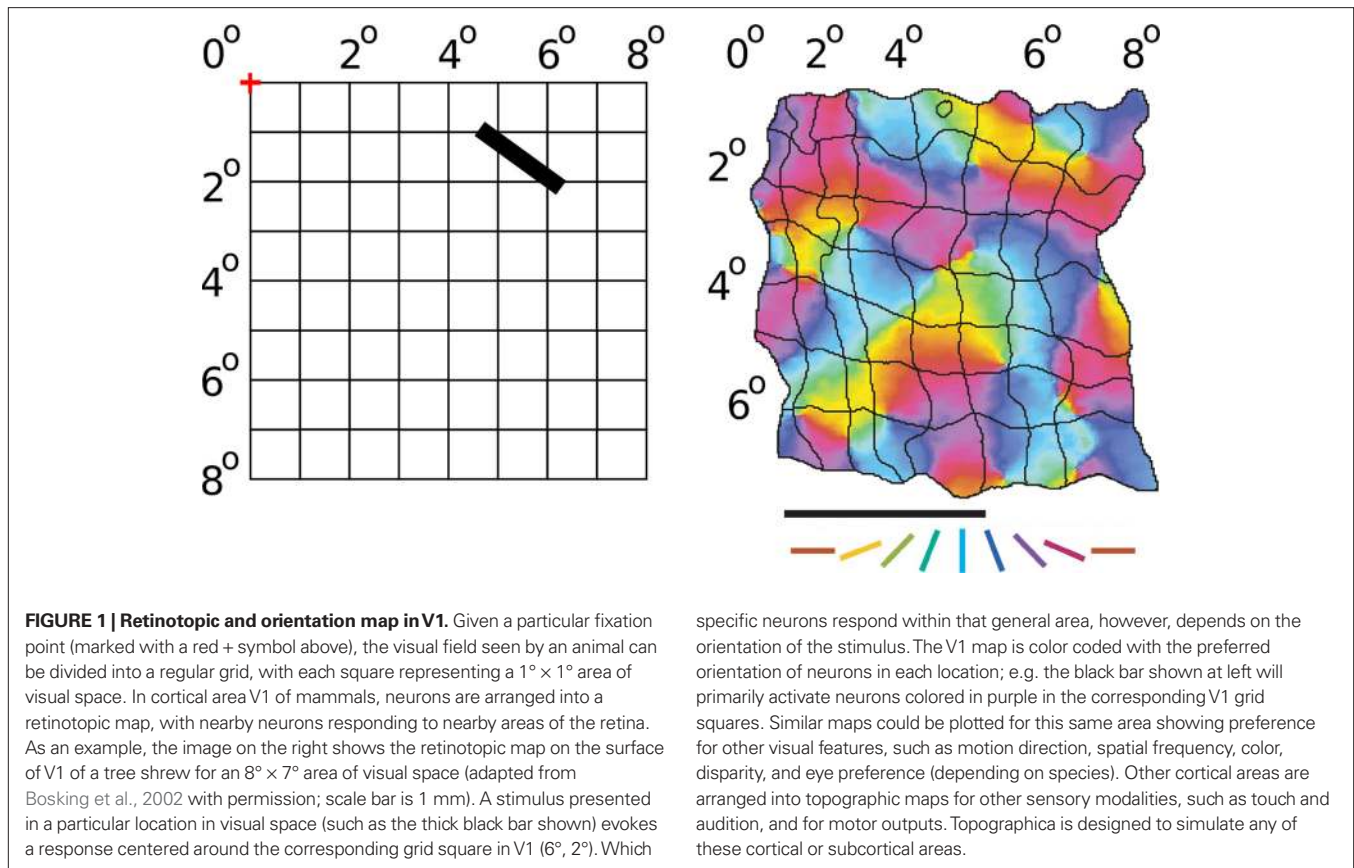 0° 2° 4° 6° 8°
2°
4°
6°
8°
0° 2° 4° 6° 8°
2°
4°
6°
FIGURE 1 | Retinotopic and orientation map in V1. Given a particular fixation
point (marked with a red + symbol above), the visual field seen by an animal can
be divided into a regular grid, with each square representing a 1° × 1° area of
visual space. In cortical area V1 of mammals, neurons are arranged into a
retinotopic map, with nearby neurons responding to nearby areas of the retina.
As an example, the image on the right shows the retinotopic map on the surface
of V1 of a tree shrew for an 8° × 7° area of visual space (adapted from
Bosking et al., 2002 with permission; scale bar is 1 mm). A stimulus presented
in a particular location in visual space (such as the thick black bar shown) evokes
a response centered around the corresponding grid square in V1 (6°, 2°). Which
specific neurons respond within that general area, however, depends on the
orientation of the stimulus. The V1 map is color coded with the preferred
orientation of neurons in each location; e.g. the black bar shown at left will
primarily activate neurons colored in purple in the corresponding V1 grid
squares. Similar maps could be plotted for this same area showing preference
for other visual features, such as motion direction, spatial frequency, color,
disparity, and eye preference (depending on species). Other cortical areas are
arranged into topographic maps for other sensory modalities, such as touch and
audition, and for motor outputs. Topographica is designed to simulate any of
these cortical or subcortical areas.